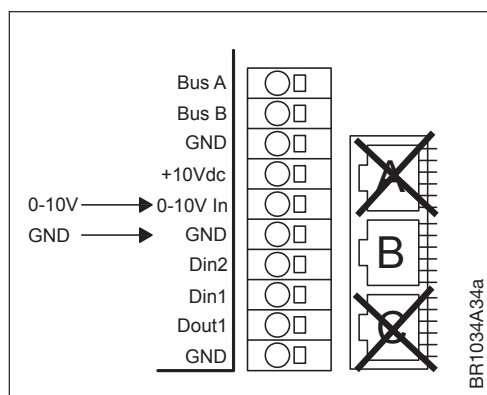 Bus A
Bus B
GND
+10Vdc
0-10V 0-10V In
GND GND
Din2
Din1
Dout1
GND
A
B
C
BR1034A34a